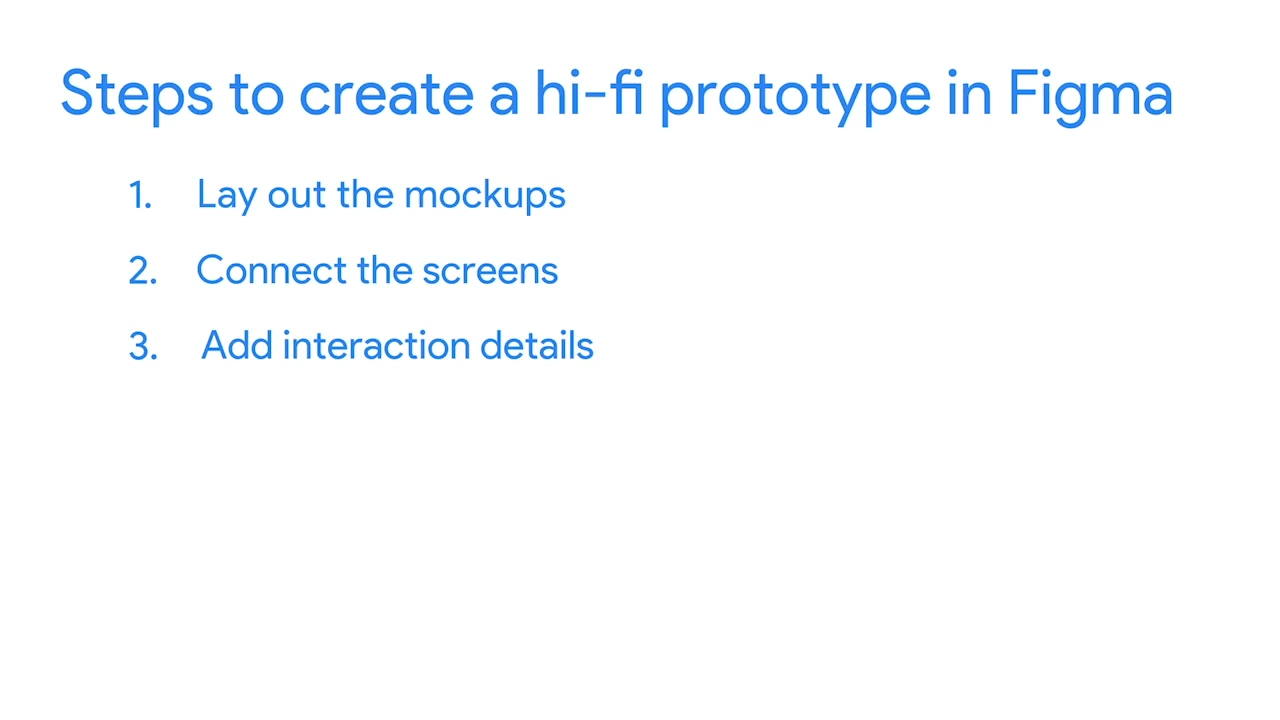 Steps to create a hi-fi prototype in Figma
1. Lay out the mockups
2. Connect the screens
3. Add interaction details